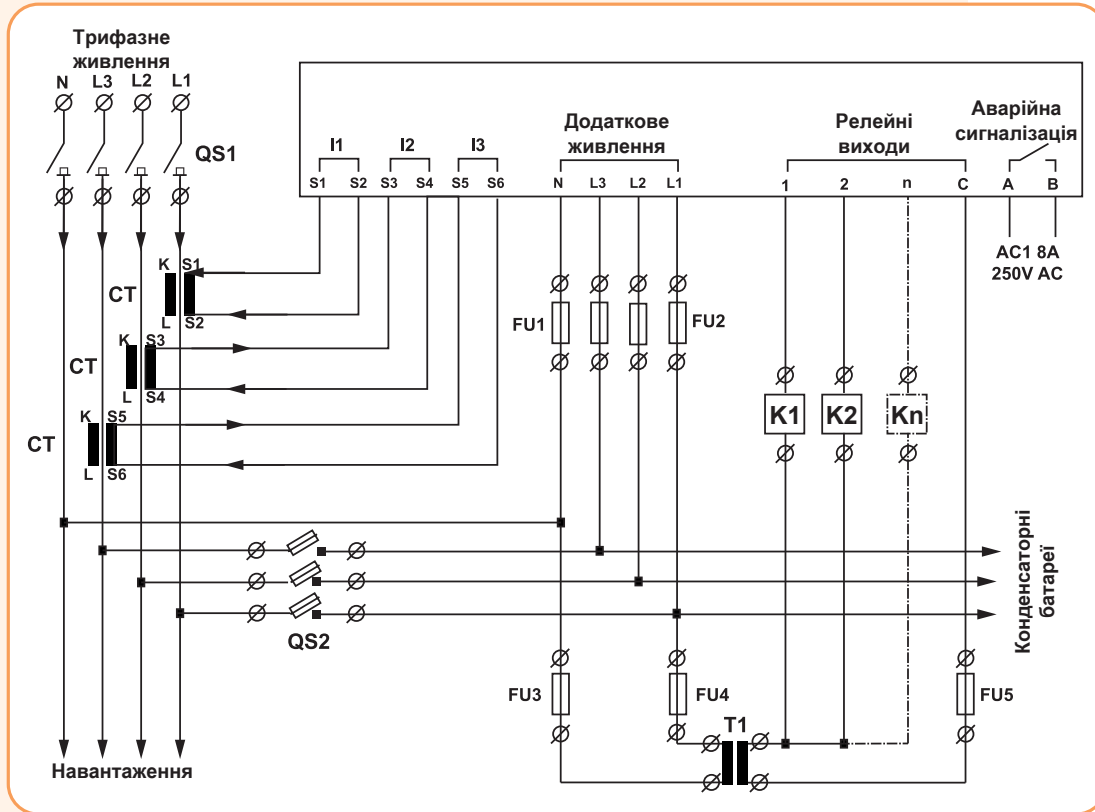 Трифазне
живлення
N L3 L2 L1
QS1
I1 I2 I3
Додаткове
живлення
Релейні
виходи
Аварійна
сигналізація
S1 S2 S3 S4 S5 S6 N L3 L2 L1 1 2 n C A B
AC1 8A
250V AC
K S1
CT
L S2
K S3
CT
L S4
K S5
CT
L S6
FU1 FU2
K1 K2 Kn
QS2
Конденсаторні
батареї
FU3 FU4 FU5
T1
Навантаження